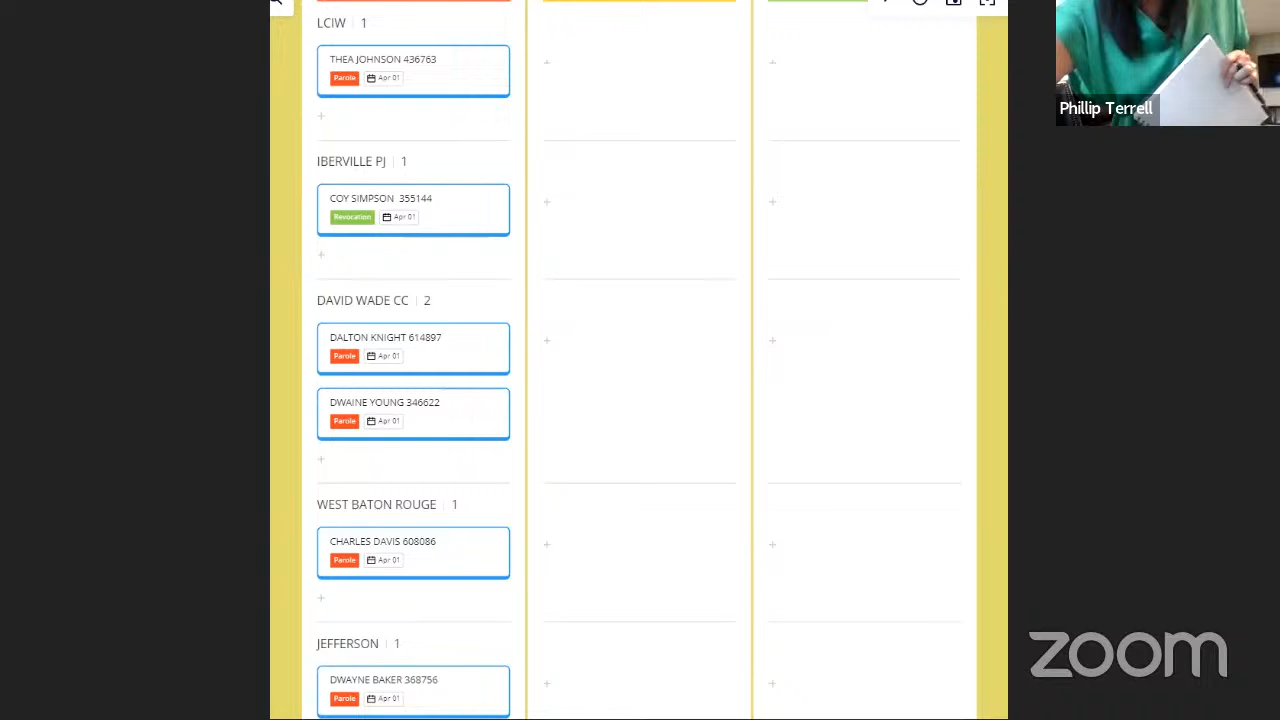 LCIW 1
THEA JOHNSON 436763
Parole Apr 01
+
IBERVILLE PJ 1
COY SIMPSON 355144
Revocation Apr 01
+
DAVID WADE CC 2
DALTON KNIGHT 614897
Parole Apr 01
DWAINE YOUNG 346622
Parole Apr 01
+
WEST BATON ROUGE 1
CHARLES DAVIS 608086
Parole Apr 01
+
JEFFERSON 1
DWAYNE BAKER 368756
Parole Apr 01
Phillip Terrell
zoom